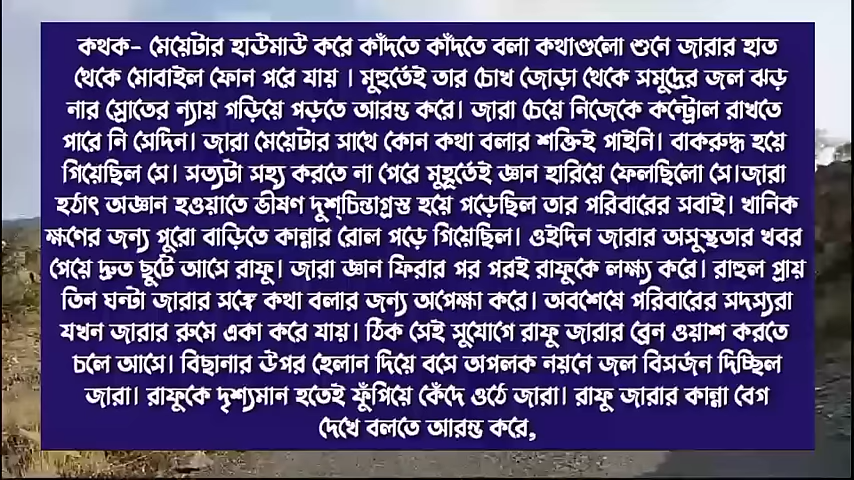 কথক- মেয়েটার হাউমাউ করে কাঁদতে কাঁদতে বলা কথাগুলো শুনে জারার হাত
থেকে মোবাইল ফোন পরে যায় । মুহুর্তেই তার চোখ জোড়া থেকে সমুদ্রের জল ঝড়
নার স্রোতের ন্যায় গড়িয়ে পড়তে আরম্ভ করে। জারা চেয়ে নিজেকে কন্ট্রোল রাখতে
পারে নি সেদিন। জারা মেয়েটার সাথে কোন কথা বলার শক্তিই পাইনি। বাকরুদ্ধ হয়ে
গিয়েছিল সে। সত্যটা সহ্য করতে না পেরে মুহূর্তেই জ্ঞান হারিয়ে ফেলছিলো সে।জারা
হঠাৎ অজ্ঞান হওয়াতে ভীষণ দুশ্চিন্তাগ্রস্ত হয়ে পড়েছিল তার পরিবারের সবাই। খানিক
ক্ষণের জন্য পুরো বাড়িতে কান্নার রোল পড়ে গিয়েছিল। ওইদিন জারার অসুস্থতার খবর
পেয়ে দ্রুত ছুটে আসে রাফু। জারা জ্ঞান ফিরার পর পরই রাফুকে লক্ষ্য করে। রাহুল প্রায়
তিন ঘন্টা জারার সঙ্গে কথা বলার জন্য অপেক্ষা করে। অবশেষে পরিবারের সদস্যরা
যখন জারার রুমে একা করে যায়। ঠিক সেই সুযোগে রাফু জারার ব্রেন ওয়াশ করতে
চলে আসে। বিছানার উপর হেলান দিয়ে বসে অপলক নয়নে জল বিসর্জন দিচ্ছিল
জারা। রাফুকে দৃশ্যমান হতেই ফুঁপিয়ে কেঁদে ওঠে জারা। রাফু জারার কান্না বেগ
দেখে বলতে আরম্ভ করে,